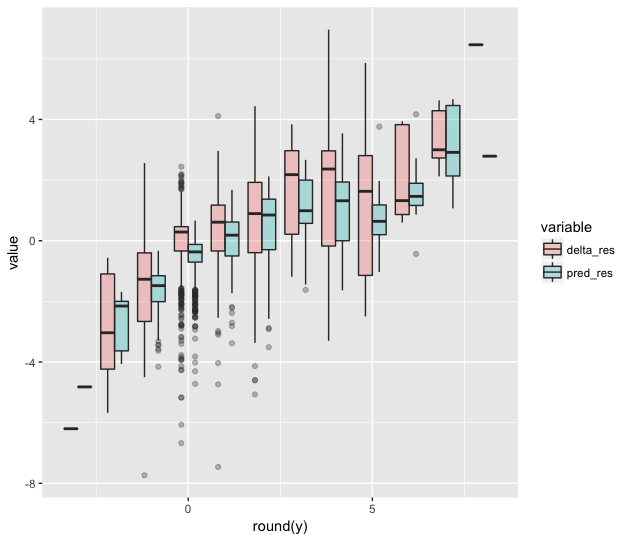 4
0
-4
-8
value
0
5
round(y)
variable
delta_res
pred_res